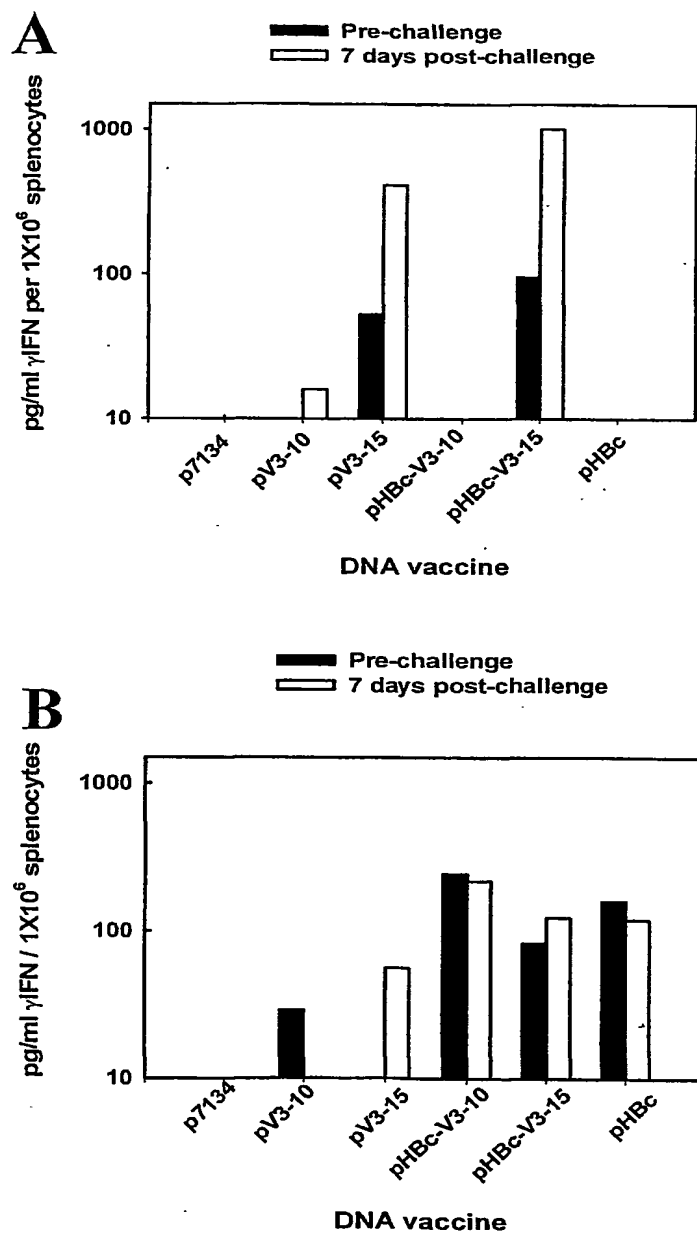 A
Pre-challenge
7 days post-challenge
pg/ml γIFN per 1X10⁶ splenocytes
1000
100
10
p7134
pV3-10
pV3-15
pHBc-V3-10
pHBc-V3-15
pHBc
DNA vaccine
B
Pre-challenge
7 days post-challenge
pg/ml γIFN / 1X10⁶ splenocytes
1000
100
10
p7134
pV3-10
pV3-15
pHBc-V3-10
pHBc-V3-15
pHBc
DNA vaccine